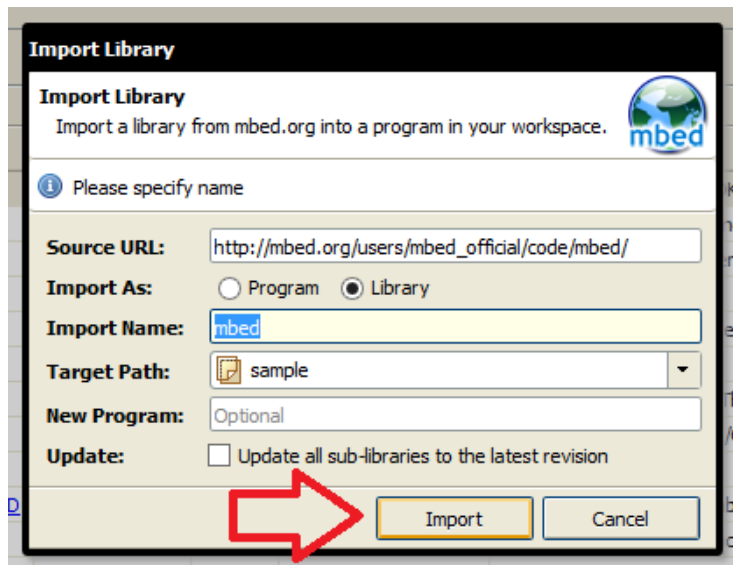 Import Library
Import Library
Import a library from mbed.org into a program in your workspace.
mbed
Please specify name
Source URL: http://mbed.org/users/mbed_official/code/mbed/
Import As: Program Library
Import Name: mbed
Target Path: sample
New Program: Optional
Update: Update all sub-libraries to the latest revision
D
Import Cancel